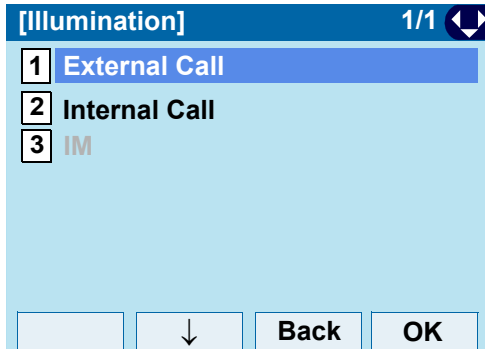 [Illumination] 1/1
1 External Call
2 Internal Call
3 IM
↓ Back OK